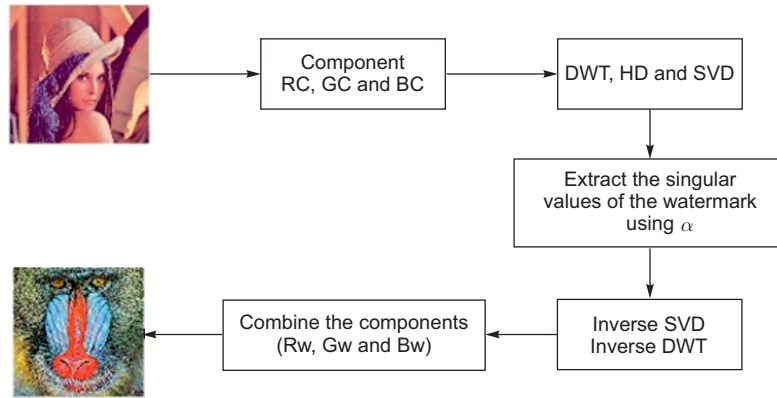 Component
RC, GC and BC
DWT, HD and SVD
Extract the singular
values of the watermark
using α
Inverse SVD
Inverse DWT
Combine the components
(Rw, Gw and Bw)